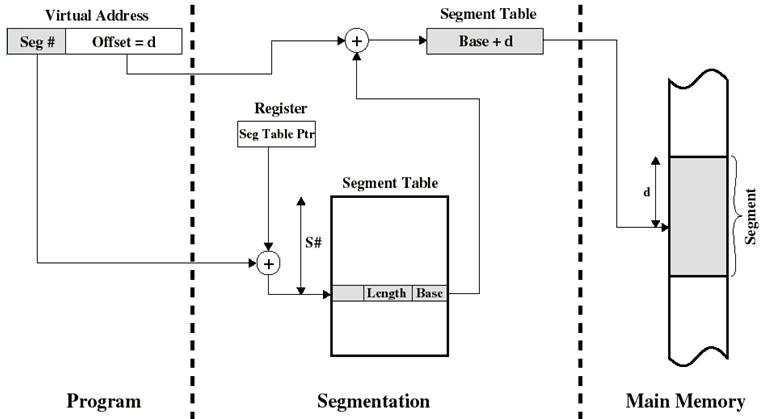 Virtual Address
Seg #
Offset = d
Segment Table
Base + d
+
Register
Seg Table Ptr
Segment Table
S#
+
Length
Base
d
Segment
Program
Segmentation
Main Memory